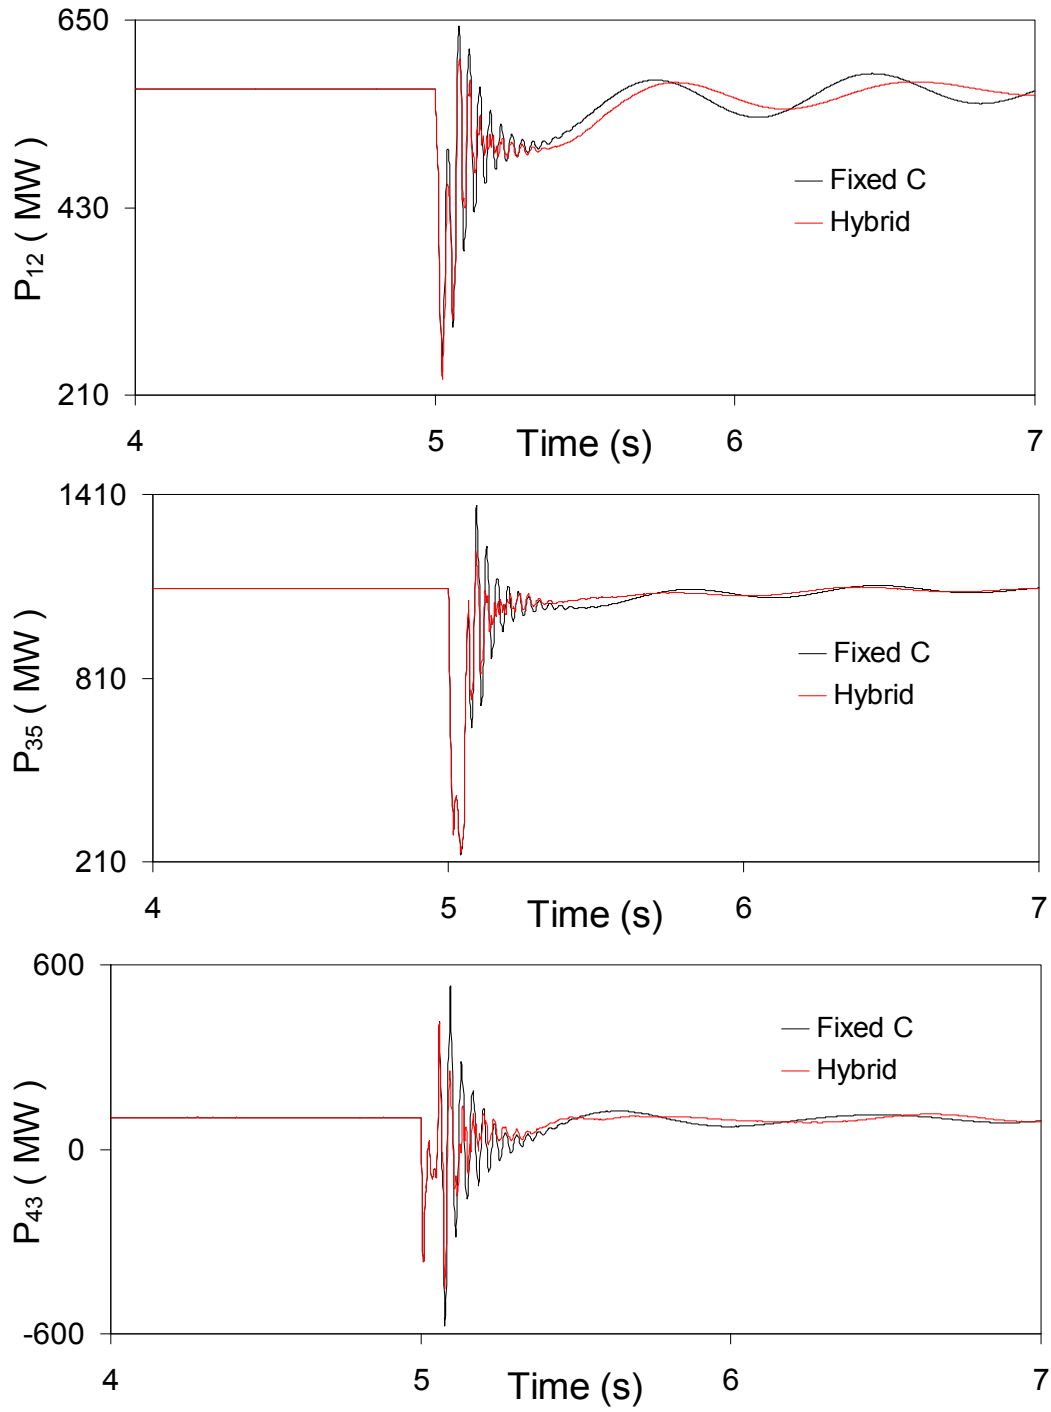 650
430
210
P12 ( MW )
Fixed C
Hybrid
4 5 6 7
Time (s)
1410
810
210
P35 ( MW )
Fixed C
Hybrid
4 5 6 7
Time (s)
600
0
-600
P43 ( MW )
Fixed C
Hybrid
4 5 6 7
Time (s)